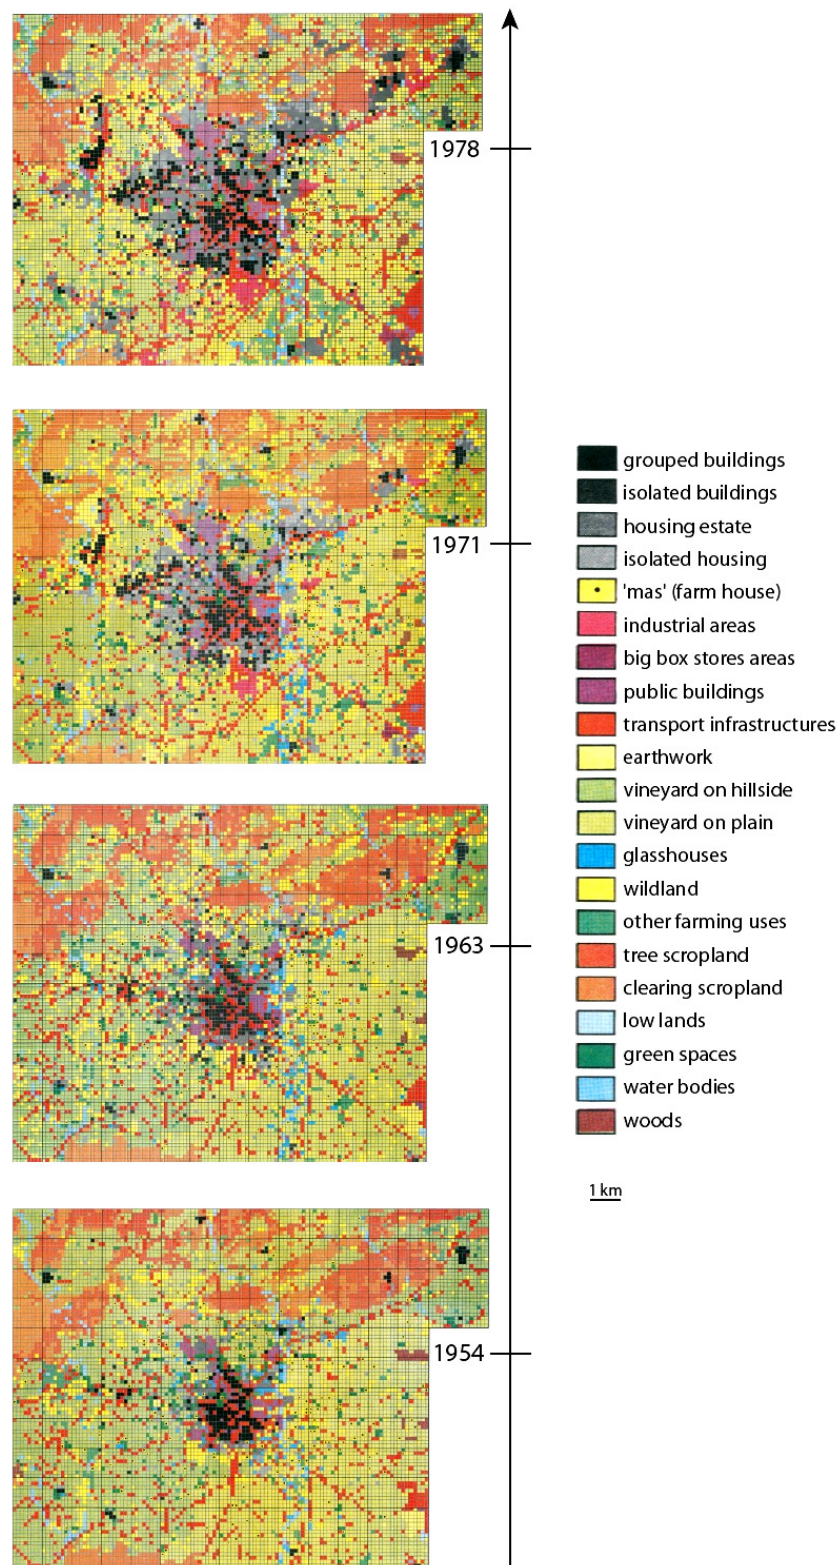 1978
1971
grouped buildings
isolated buildings
housing estate
isolated housing
'mas' (farm house)
industrial areas
big box stores areas
public buildings
transport infrastructures
earthwork
vineyard on hillside
vineyard on plain
glasshouses
wildland
other farming uses
tree scropland
clearing scropland
low lands
green spaces
water bodies
woods
1963
1 km
1954